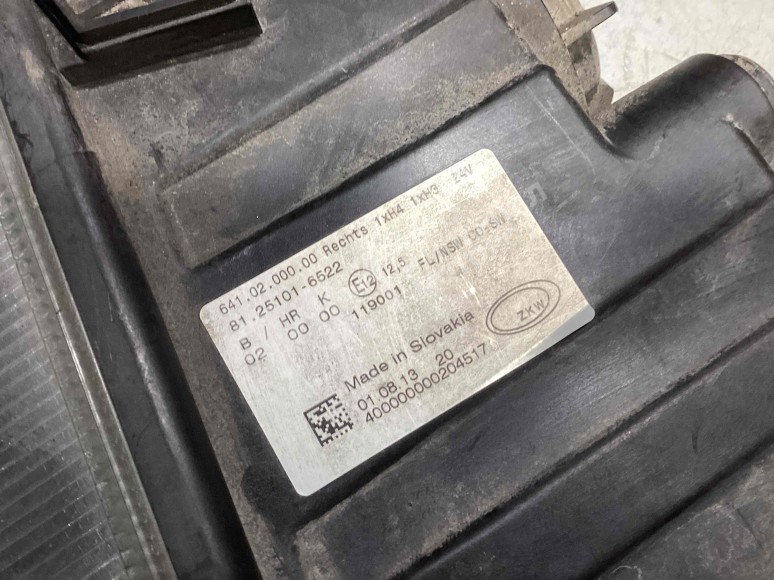 641.02.000.00 Rechts 1xH4 1xH3 24V
81.25101-6522 FL/NSW CC-SW
B / HR K E12 12,5
02 00 00 119001
ZKW
Made in Slovakia
01.08.13 20
400000000204517